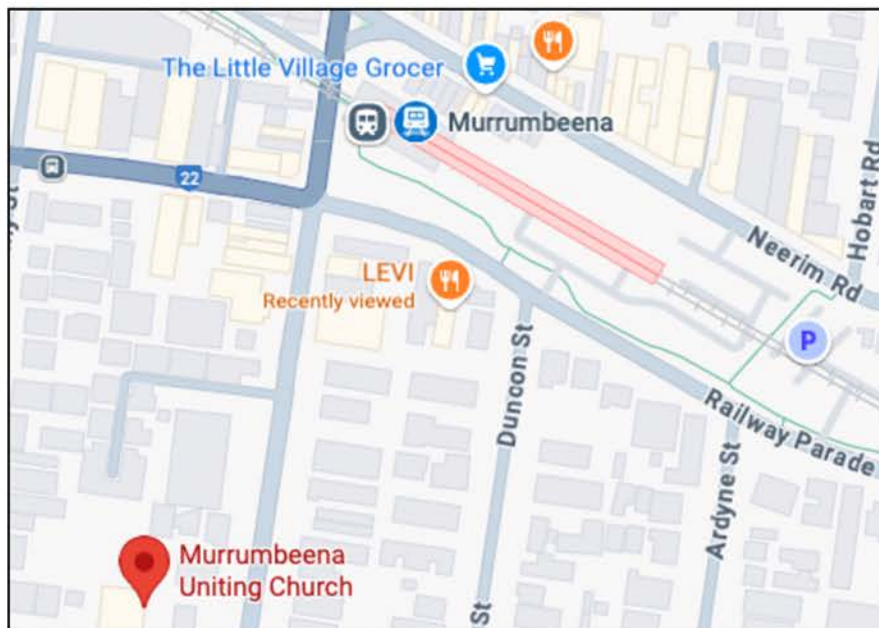 The Little Village Grocer
Murrumbeena
22
Hobart Rd
Neerim Rd
LEVI
Recently viewed
P
Duncon St
Railway Parade
Ardyne St
Murrumbeena
Uniting Church
St